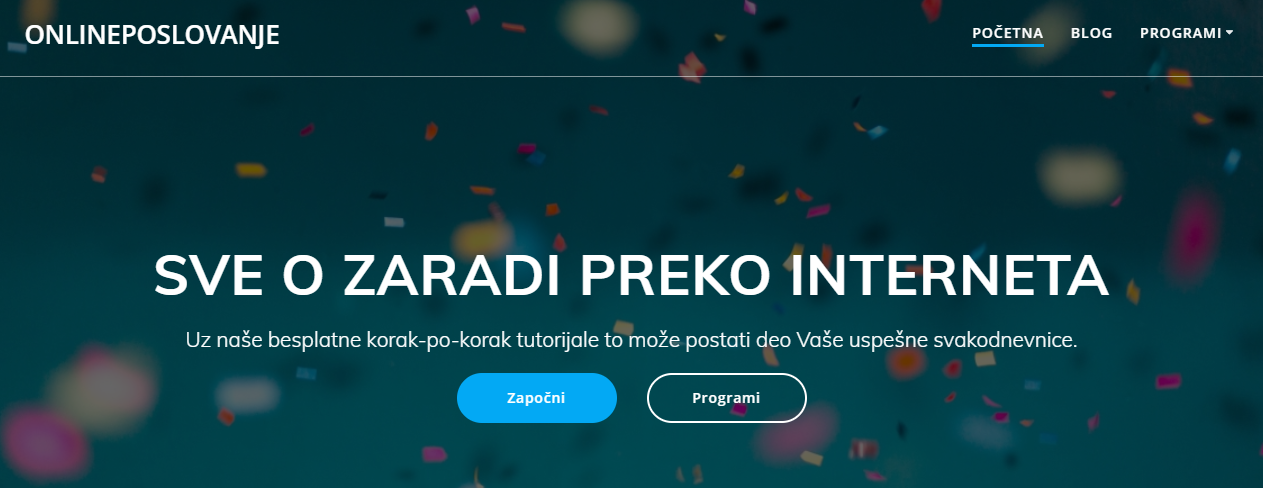 ONLINEPOSLOVANJE
POČETNA
BLOG
PROGRAMI
SVE O ZARADI PREKO INTERNETA
Uz naše besplatne korak-po-korak tutorijale to može postati deo Vaše uspešne svakodnevnice.
Započni
Programi